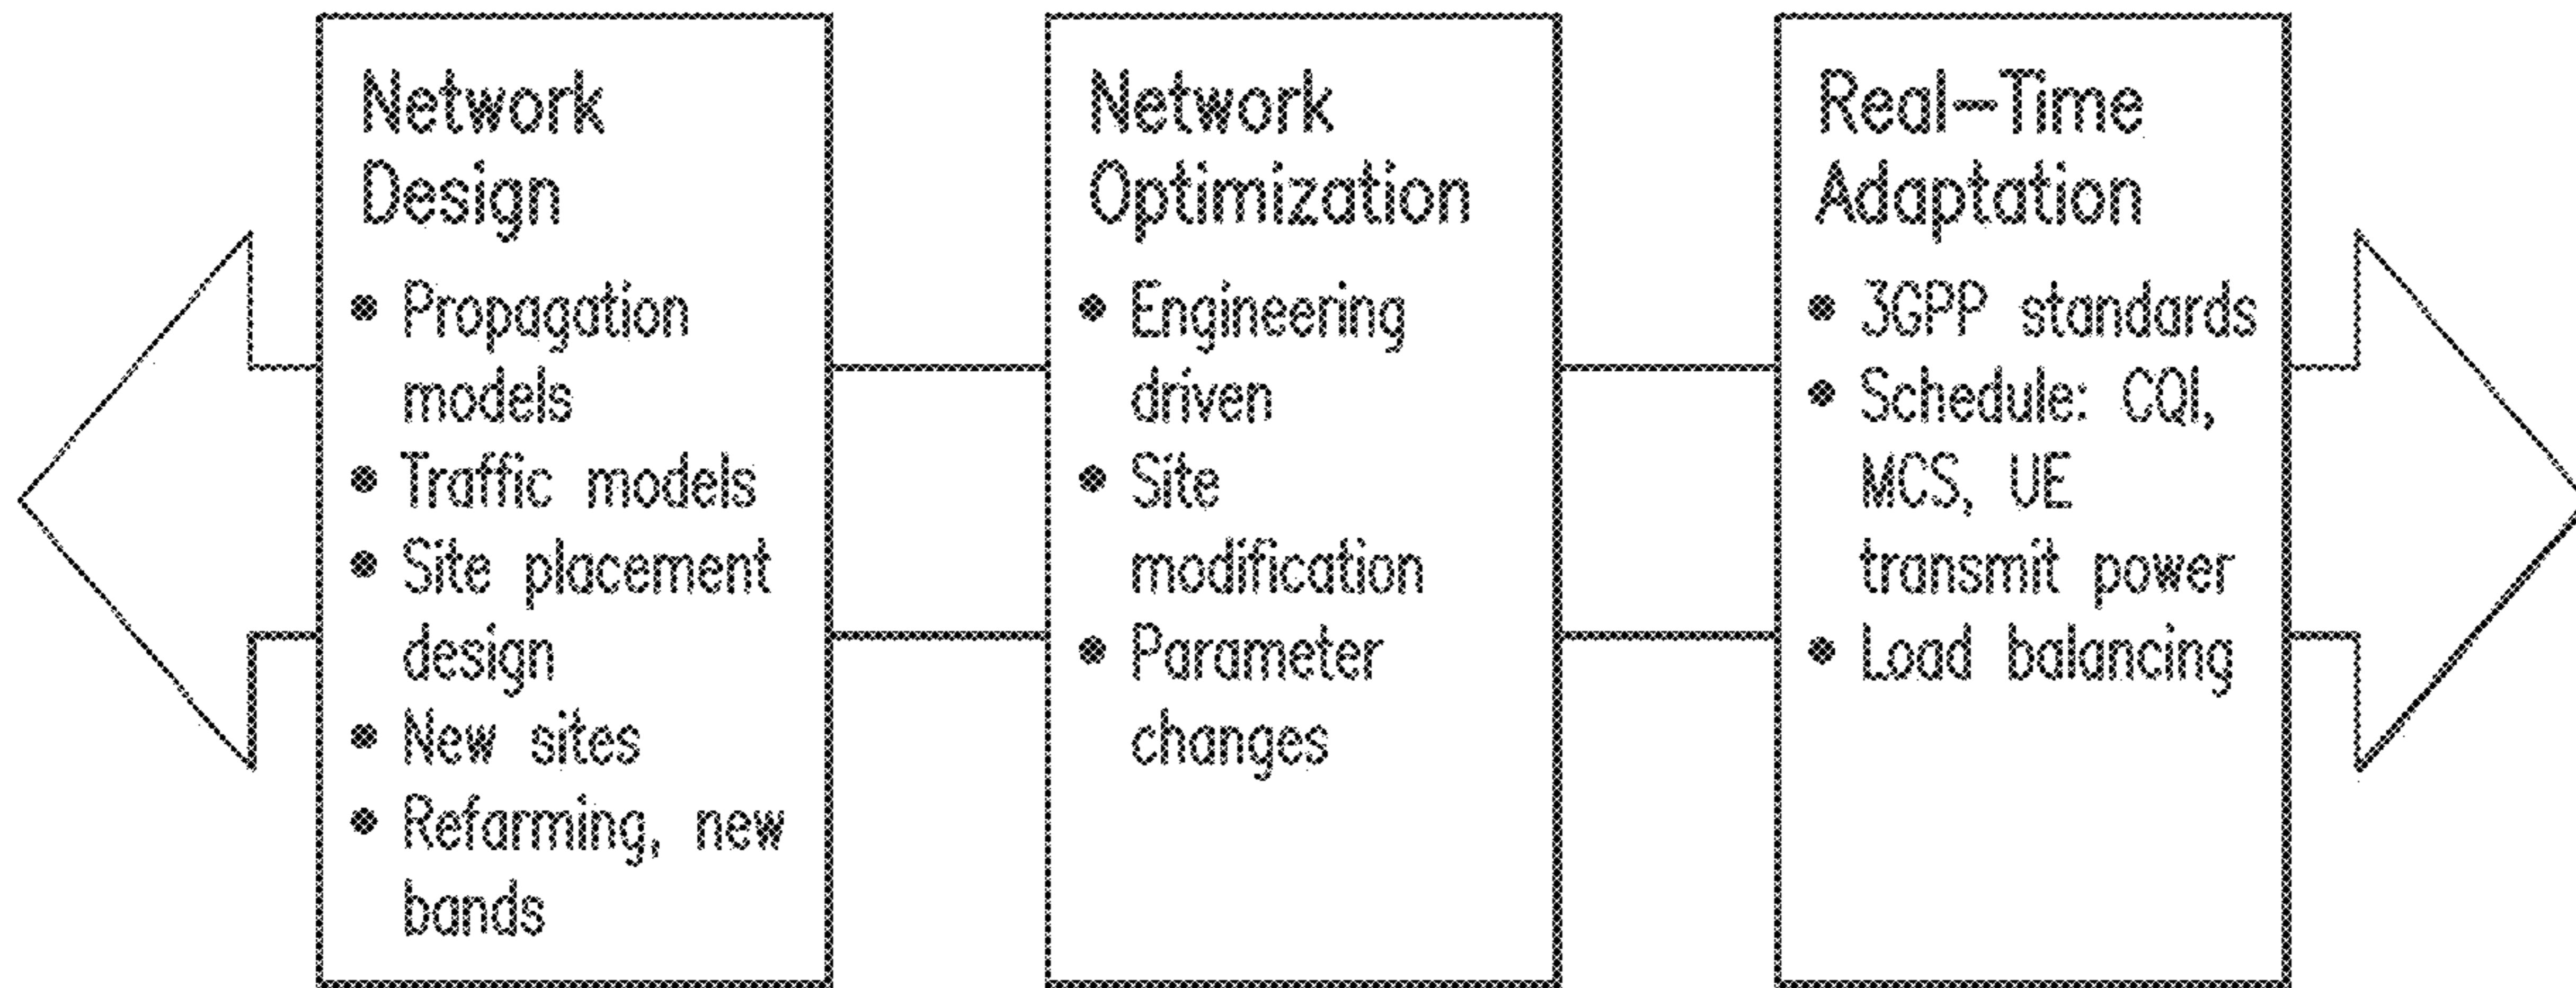 Network
Design
• Propagation
models
• Traffic models
• Site placement
design
• New sites
• Refarming, new
bands
Network
Optimization
• Engineering
driven
• Site
modification
• Parameter
changes
Real-Time
Adaptation
• 3GPP standards
• Schedule: CQI,
MCS, UE
transmit power
• Load balancing